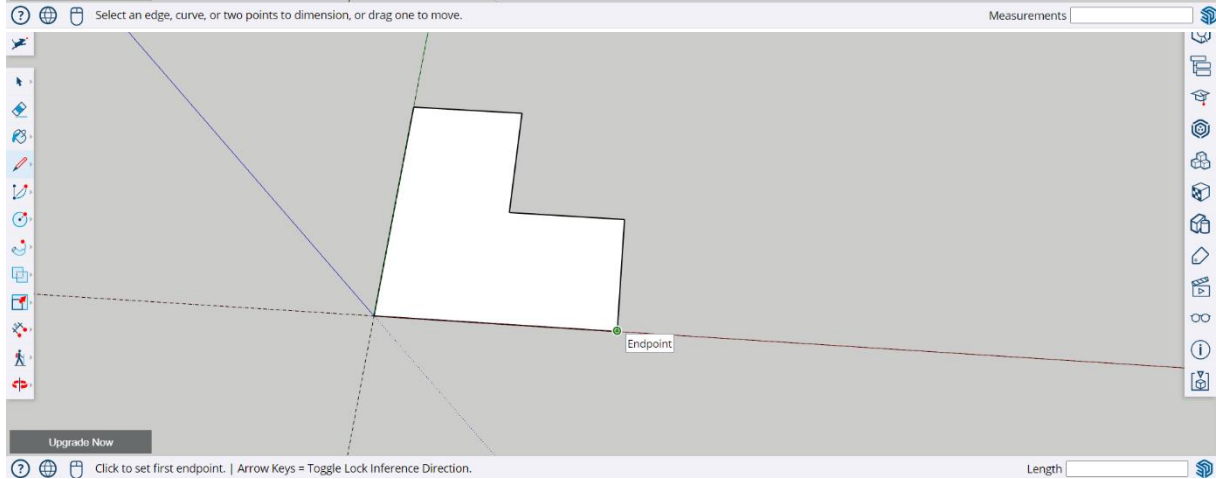 Select an edge, curve, or two points to dimension, or drag one to move. Measurements
Endpoint
Upgrade Now
Click to set first endpoint. | Arrow Keys = Toggle Lock Inference Direction. Length